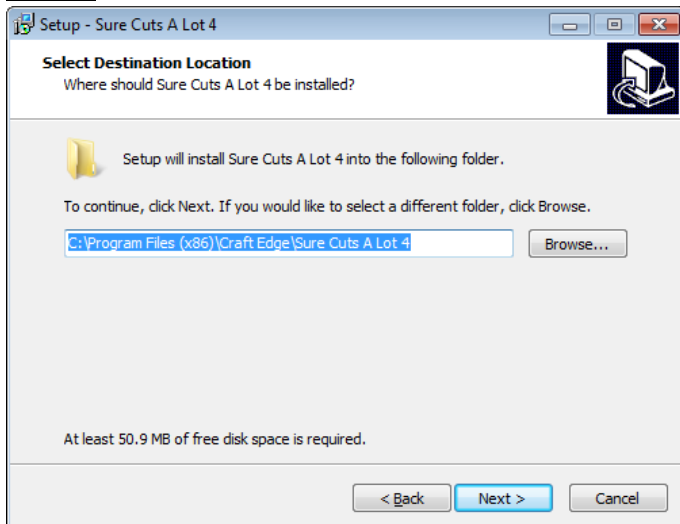 Setup - Sure Cuts A Lot 4
Select Destination Location
Where should Sure Cuts A Lot 4 be installed?
Setup will install Sure Cuts A Lot 4 into the following folder.
To continue, click Next. If you would like to select a different folder, click Browse.
C:\Program Files (x86)\Craft Edge\Sure Cuts A Lot 4
Browse...
At least 50.9 MB of free disk space is required.
< Back
Next >
Cancel